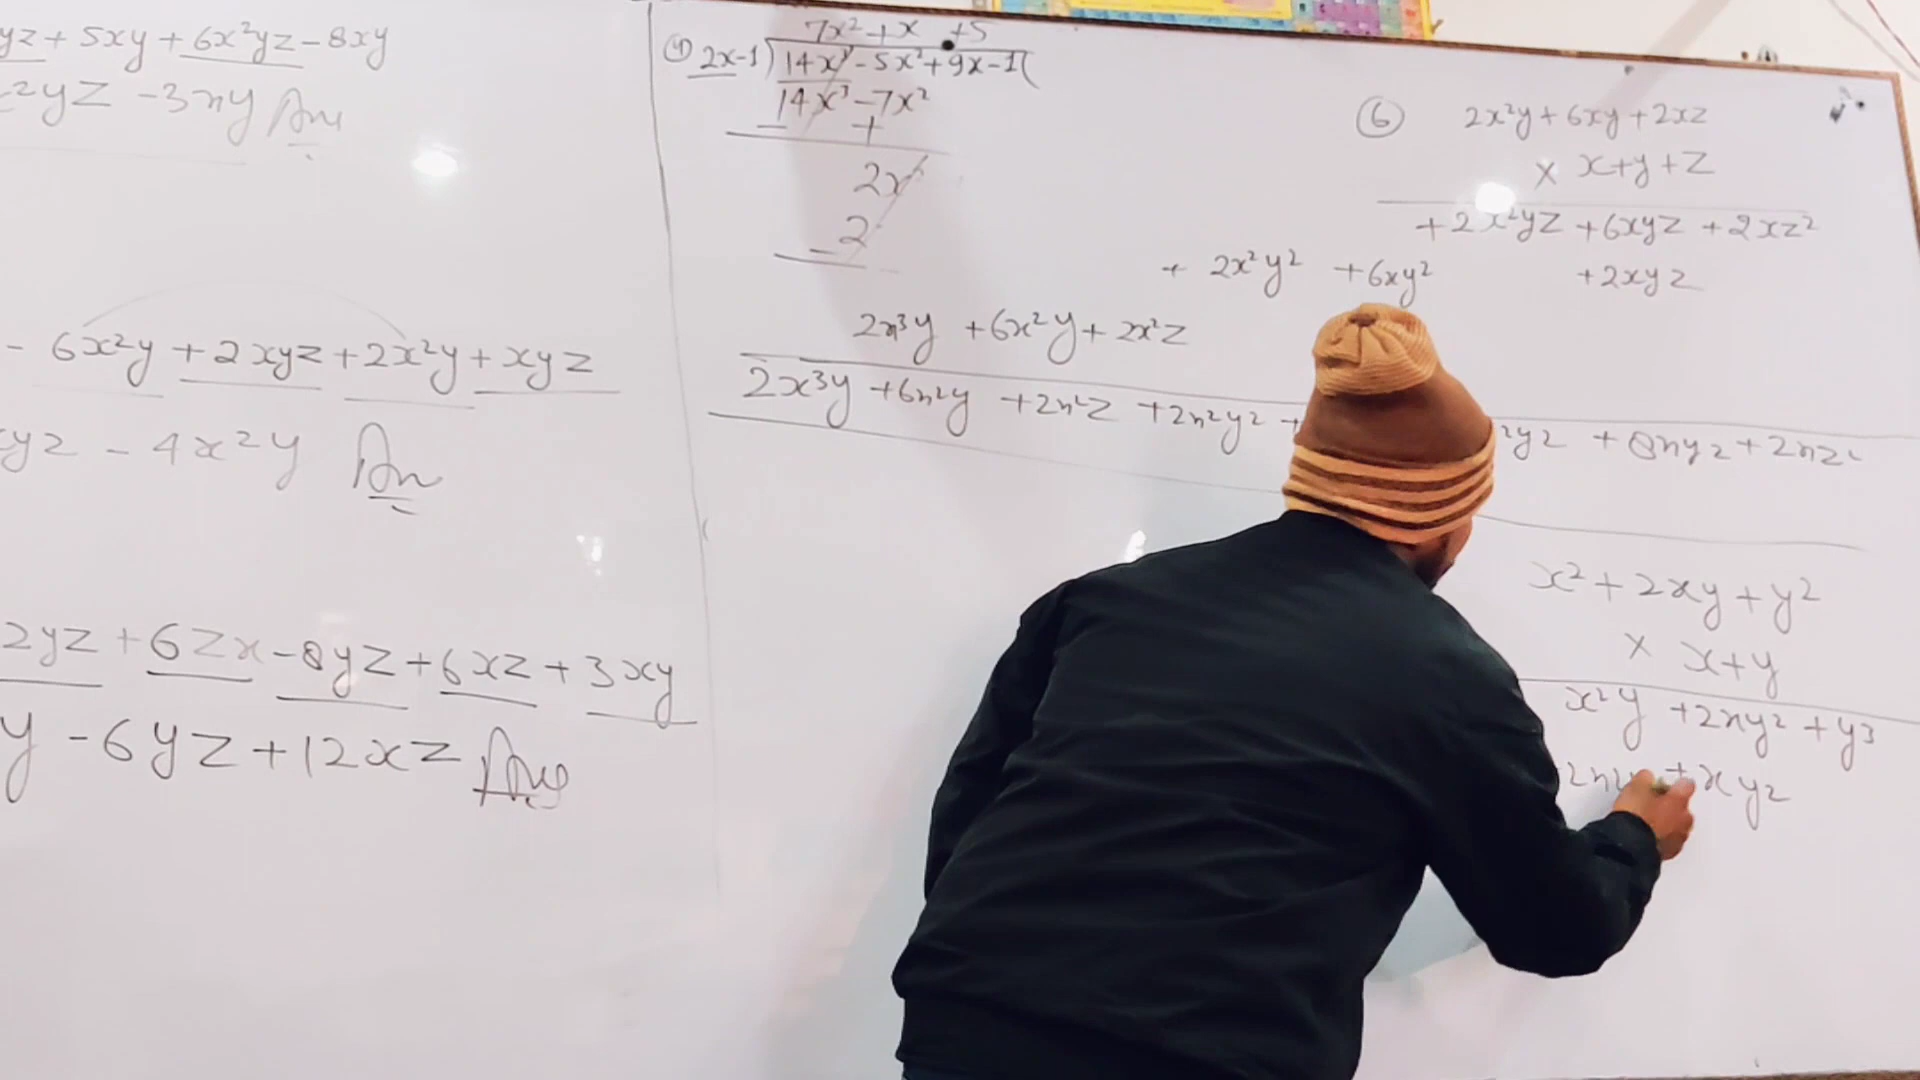 yz + 5xy + 6x²yz - 8xy
²yz - 3xy Ans
- 6x²y + 2xyz + 2x²y + xyz
yz - 4x²y Ans
2yz + 6zx - 8yz + 6xz + 3xy
y - 6yz + 12xz Ans
7x² + x + 5
④ 2x-1) 14x³ - 5x² + 9x - 1(
14x³ - 7x²
- +
2x
2
-
⑥ 2x²y + 6xy + 2xz
× x+y+z
+ 2x²yz + 6xyz + 2xz²
+ 2x²y² + 6xy² + 2xyz
2x³y + 6x²y + 2x²z
2x³y + 6x²y + 2x²z + 2x²y² + ²yz + 8xyz + 2xz²
x² + 2xy + y²
× x+y
x²y + 2xy² + y³
+ xy²